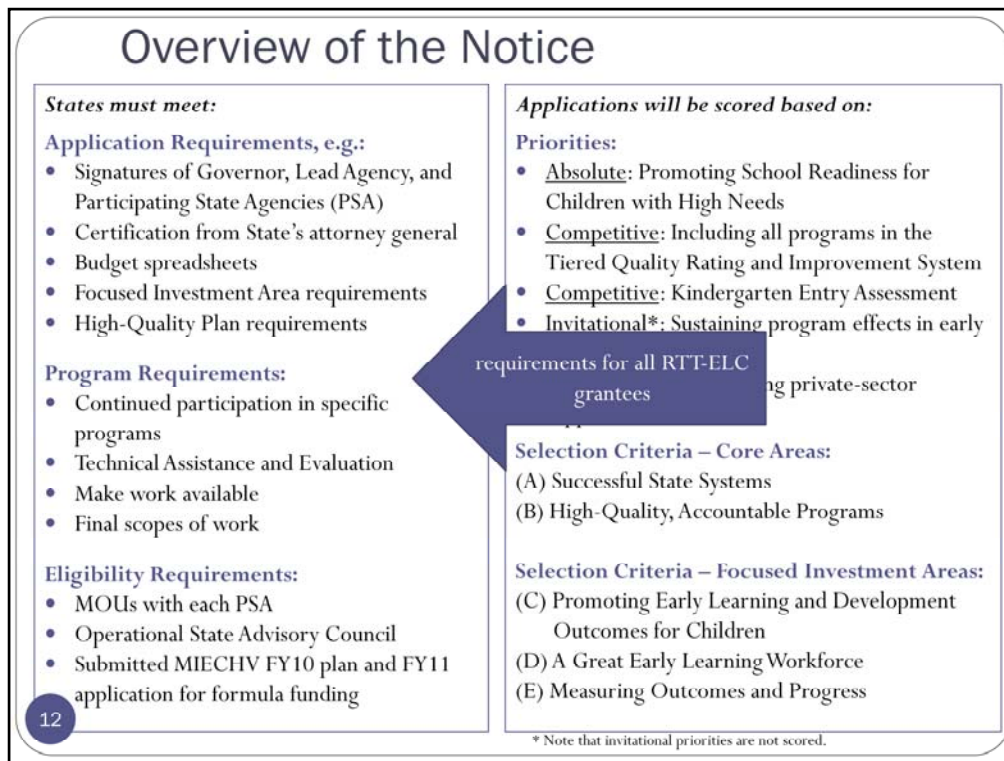 Overview of the Notice
States must meet:
Application Requirements, e.g.:
• Signatures of Governor, Lead Agency, and
Participating State Agencies (PSA)
• Certification from State's attorney general
• Budget spreadsheets
• Focused Investment Area requirements
• High-Quality Plan requirements
Program Requirements:
• Continued participation in specific
programs
• Technical Assistance and Evaluation
• Make work available
• Final scopes of work
Eligibility Requirements:
• MOUs with each PSA
• Operational State Advisory Council
• Submitted MIECHV FY10 plan and FY11
application for formula funding
12
requirements for all RTT-ELC
grantees
Applications will be scored based on:
Priorities:
• Absolute: Promoting School Readiness for
Children with High Needs
• Competitive: Including all programs in the
Tiered Quality Rating and Improvement System
• Competitive: Kindergarten Entry Assessment
• Invitational*: Sustaining program effects in early
private-sector
Selection Criteria – Core Areas:
(A) Successful State Systems
(B) High-Quality, Accountable Programs
Selection Criteria – Focused Investment Areas:
(C) Promoting Early Learning and Development
Outcomes for Children
(D) A Great Early Learning Workforce
(E) Measuring Outcomes and Progress
* Note that invitational priorities are not scored.